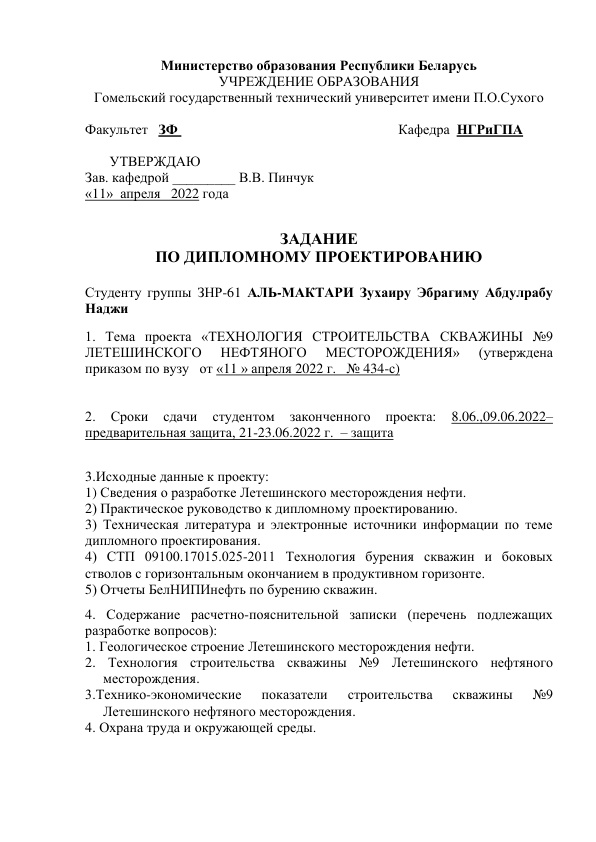 Министерство образования Республики Беларусь
УЧРЕЖДЕНИЕ ОБРАЗОВАНИЯ
Гомельский государственный технический университет имени П.О.Сухого
Факультет ЗФ Кафедра НГРиГПА
УТВЕРЖДАЮ
Зав. кафедрой _________ В.В. Пинчук
«11» апреля 2022 года
ЗАДАНИЕ
ПО ДИПЛОМНОМУ ПРОЕКТИРОВАНИЮ
Студенту группы ЗНР-61 АЛЬ-МАКТАРИ Зухаиру Эбрагиму Абдулрабу
Наджи
1. Тема проекта «ТЕХНОЛОГИЯ СТРОИТЕЛЬСТВА СКВАЖИНЫ №9
ЛЕТЕШИНСКОГО НЕФТЯНОГО МЕСТОРОЖДЕНИЯ» (утверждена
приказом по вузу от «11 » апреля 2022 г. № 434-с)
2. Сроки сдачи студентом законченного проекта: 8.06.,09.06.2022–
предварительная защита, 21-23.06.2022 г. – защита
3.Исходные данные к проекту:
1) Сведения о разработке Летешинского месторождения нефти.
2) Практическое руководство к дипломному проектированию.
3) Техническая литература и электронные источники информации по теме
дипломного проектирования.
4) СТП 09100.17015.025-2011 Технология бурения скважин и боковых
стволов с горизонтальным окончанием в продуктивном горизонте.
5) Отчеты БелНИПИнефть по бурению скважин.
4. Содержание расчетно-пояснительной записки (перечень подлежащих
разработке вопросов):
1. Геологическое строение Летешинского месторождения нефти.
2. Технология строительства скважины №9 Летешинского нефтяного
месторождения.
3.Технико-экономические показатели строительства скважины №9
Летешинского нефтяного месторождения.
4. Охрана труда и окружающей среды.